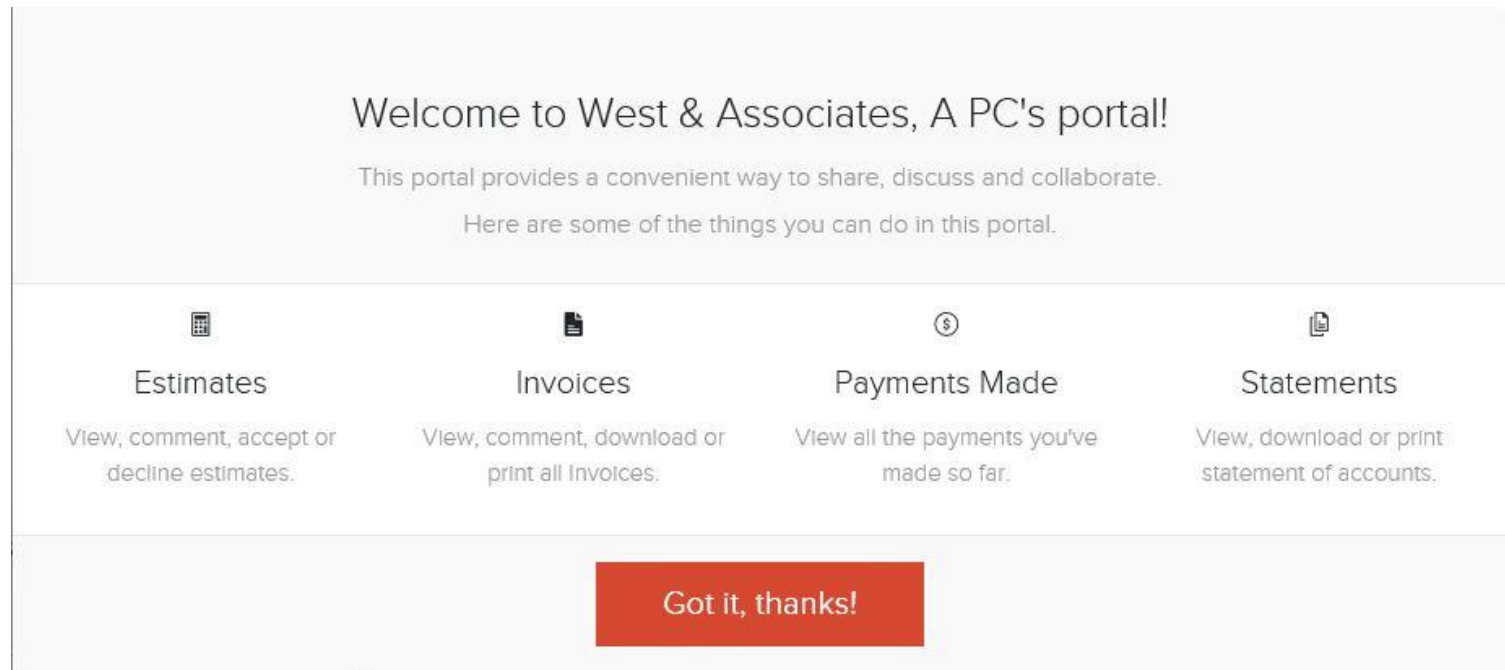 Welcome to West & Associates, A PC's portal!
This portal provides a convenient way to share, discuss and collaborate.
Here are some of the things you can do in this portal.
Estimates
View, comment, accept or
decline estimates.
Invoices
View, comment, download or
print all Invoices.
Payments Made
View all the payments you've
made so far.
Statements
View, download or print
statement of accounts.
Got it, thanks!